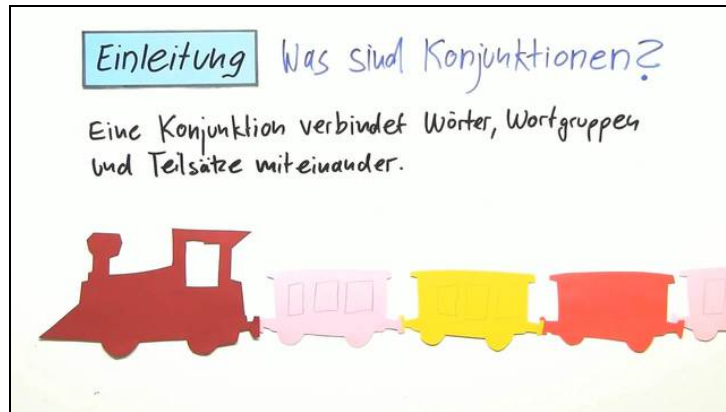 Einleitung Was sind Konjunktionen?
Eine Konjunktion verbindet Wörter, Wortgruppen
und Teilsätze miteinander.